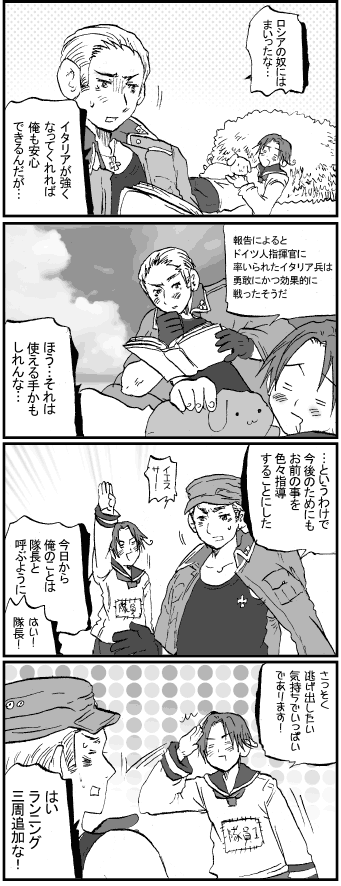 ロシアの奴には
まいったな…
イタリアが強く
なってくれれば
俺も安心
できるんだが…
報告によると
ドイツ人指揮官に
率いられたイタリア兵は
勇敢にかつ効果的に
戦ったそうだ
ほう…それは
使える手かも
しれんな…
…というわけで
今後のためにも
お前の事を
色々指導
することにした
イエス
サー！
隊員
今日から
俺のことは
隊長と
呼ぶように
はい！
隊長！
さっそく
逃げ出したい
気持ちでいっぱい
であります！
隊員1
はい
ランニング
三周追加な！